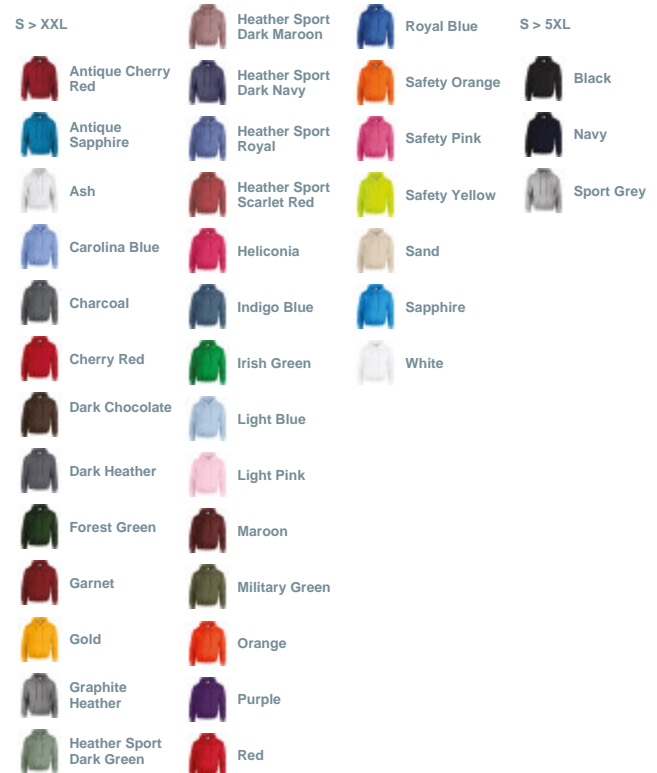 S > XXL
Antique Cherry
Red
Antique
Sapphire
Ash
Carolina Blue
Charcoal
Cherry Red
Dark Chocolate
Dark Heather
Forest Green
Garnet
Gold
Graphite
Heather
Heather Sport
Dark Green
Heather Sport
Dark Maroon
Heather Sport
Dark Navy
Heather Sport
Royal
Heather Sport
Scarlet Red
Heliconia
Indigo Blue
Irish Green
Light Blue
Light Pink
Maroon
Military Green
Orange
Purple
Red
Royal Blue
Safety Orange
Safety Pink
Safety Yellow
Sand
Sapphire
White
S > 5XL
Black
Navy
Sport Grey